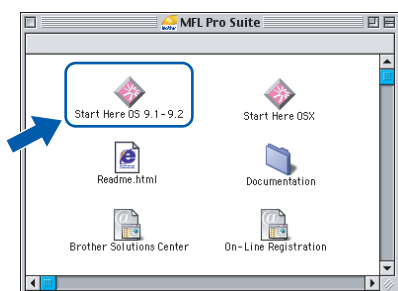 brother MFL Pro Suite
Start Here OS 9.1-9.2
Start Here OSX
Readme.html
Documentation
Brother Solutions Center
On-Line Registration